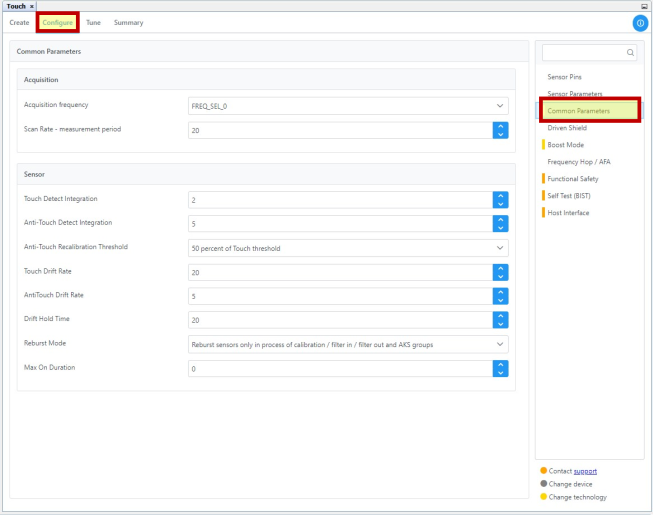 Touch ×
Create Configure Tune Summary
Common Parameters
Acquisition
Acquisition frequency FREQ_SEL_0
Scan Rate - measurement period 20
Sensor
Touch Detect Integration 2
Anti-Touch Detect Integration 5
Anti-Touch Recalibration Threshold 50 percent of Touch threshold
Touch Drift Rate 20
AntiTouch Drift Rate 5
Drift Hold Time 20
Reburst Mode Reburst sensors only in process of calibration / filter in / filter out and AKS groups
Max On Duration 0
Sensor Pins
Sensor Parameters
Common Parameters
Driven Shield
Boost Mode
Frequency Hop / AFA
Functional Safety
Self Test (BIST)
Host Interface
Contact support
Change device
Change technology